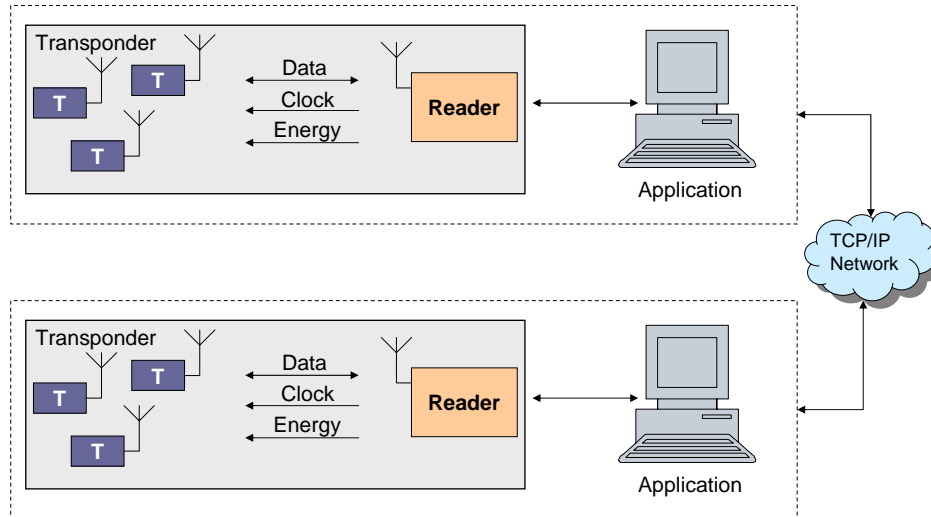 Transponder
T
T
T
Data
Clock
Energy
Reader
Application
TCP/IP
Network
Transponder
T
T
T
Data
Clock
Energy
Reader
Application